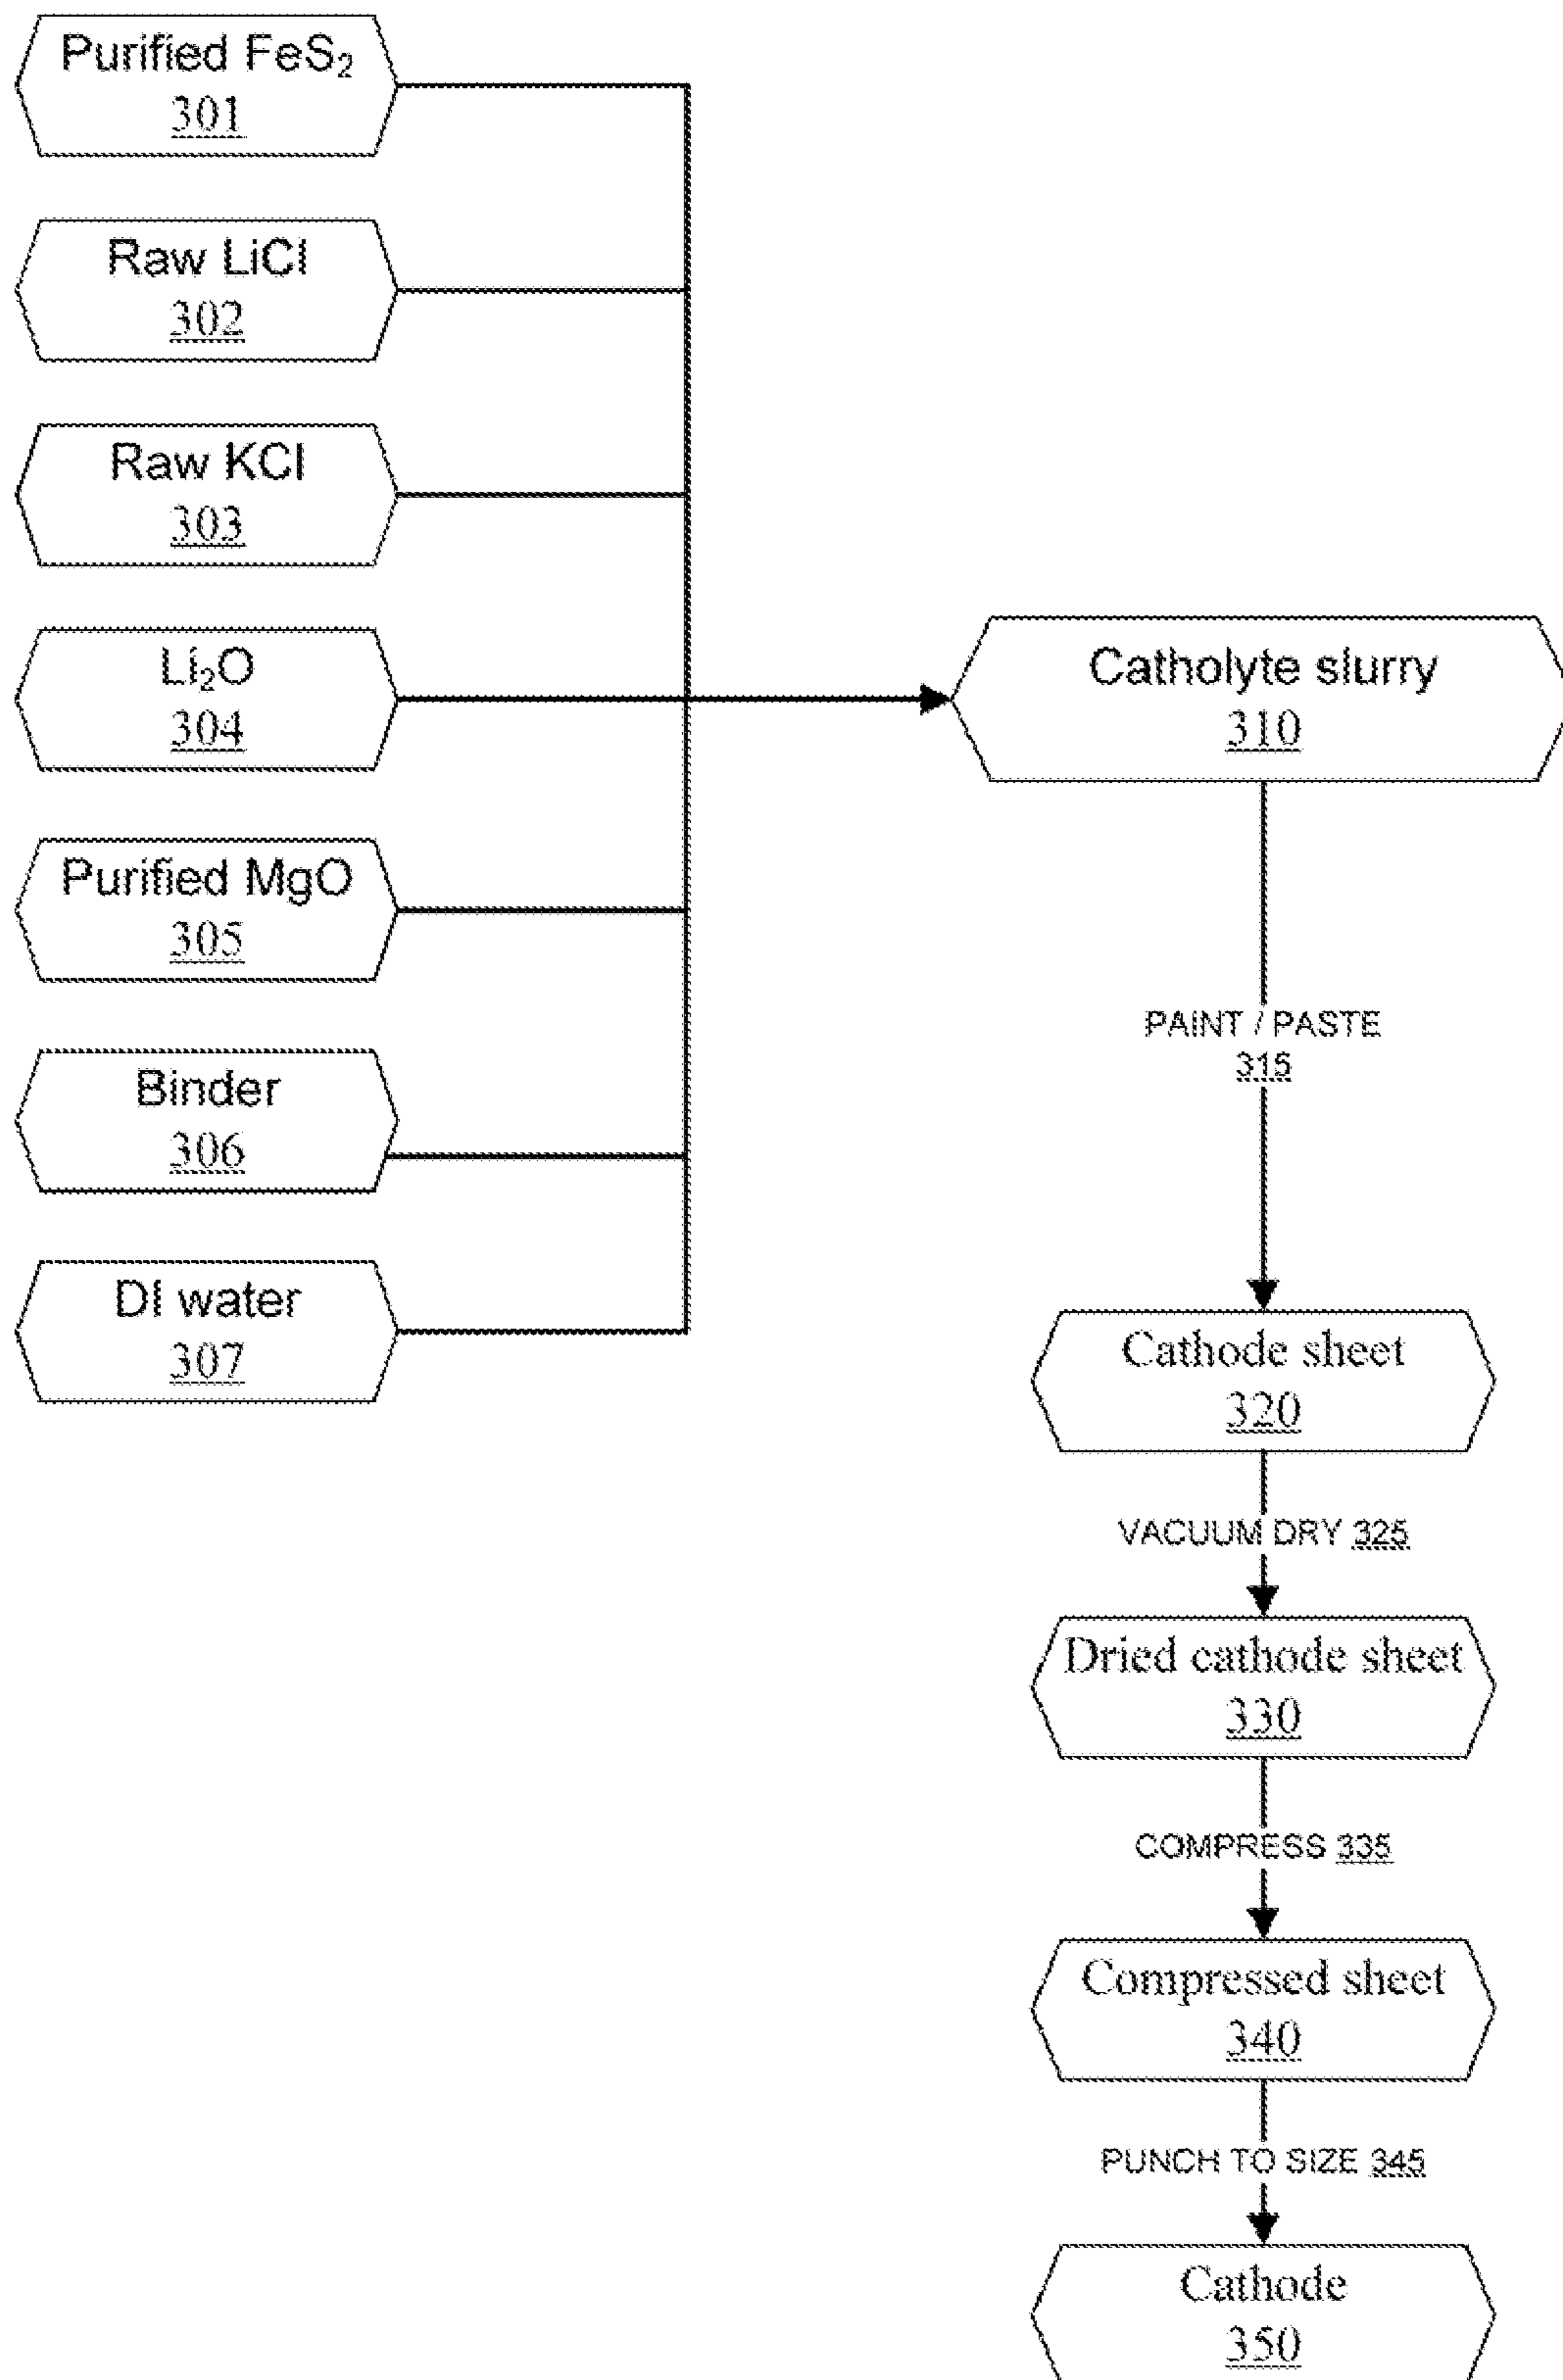 Purified FeS₂
301
Raw LiCl
302
Raw KCl
303
Li₂O
304
Purified MgO
305
Binder
306
DI water
307
Catholyte slurry
310
PAINT / PASTE
315
Cathode sheet
320
VACUUM DRY 325
Dried cathode sheet
330
COMPRESS 335
Compressed sheet
340
PUNCH TO SIZE 345
Cathode
350